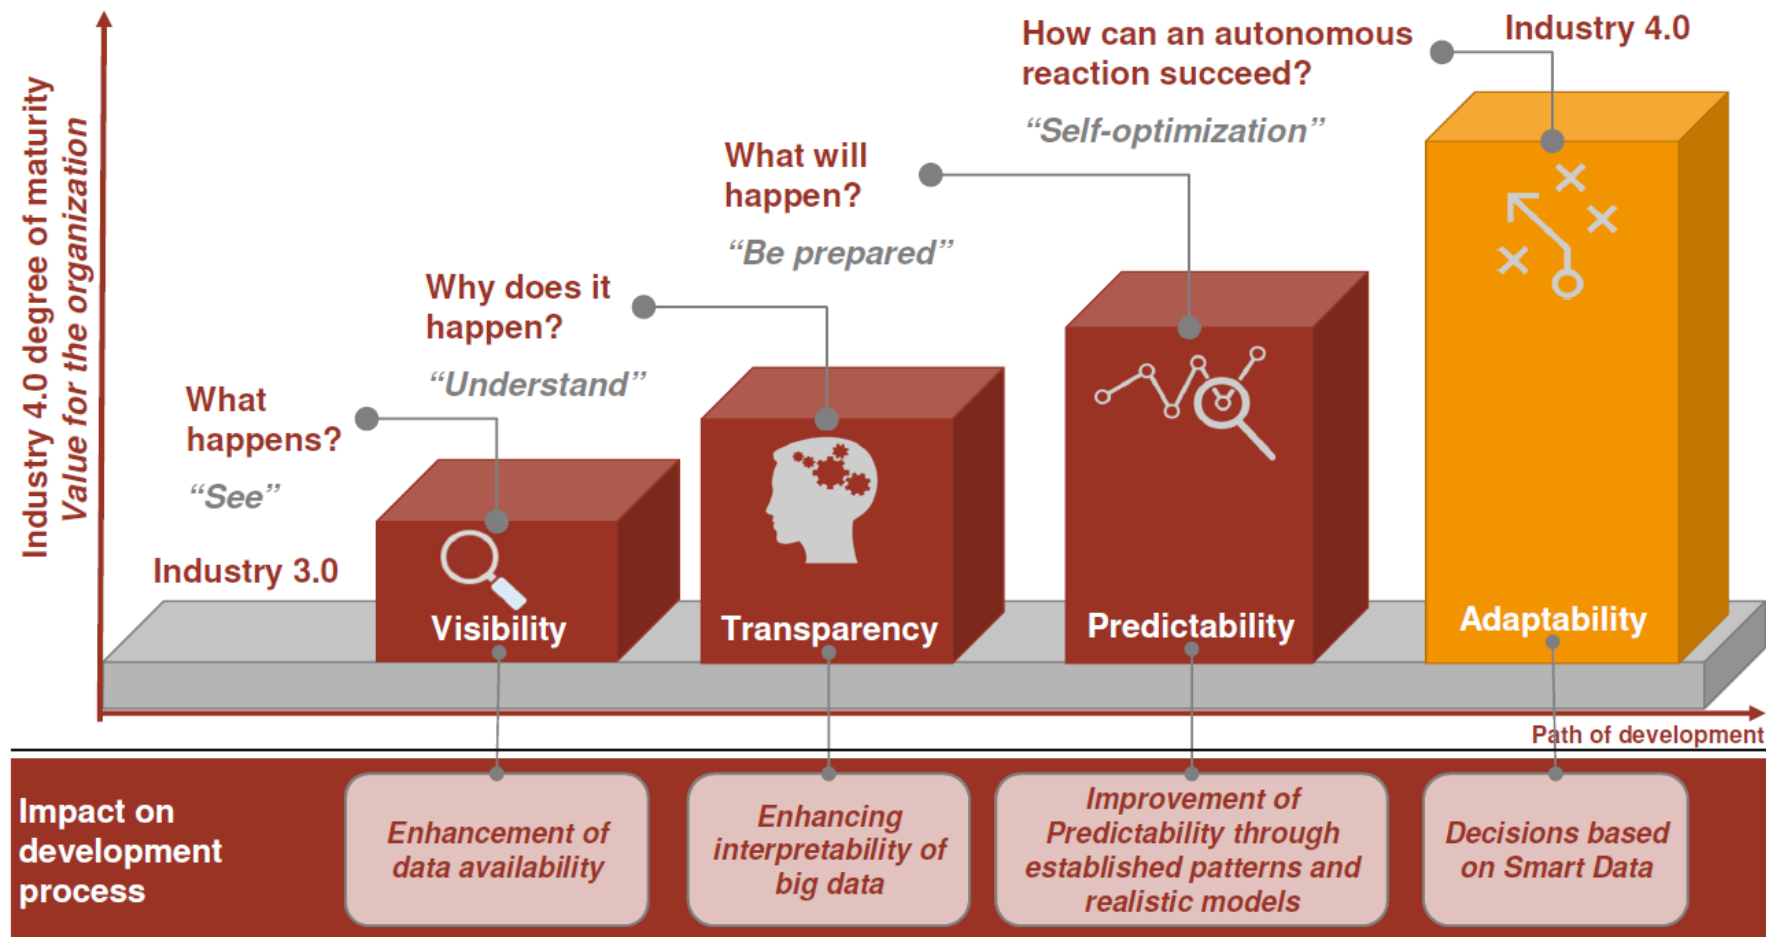 Industry 4.0 degree of maturity
Value for the organization
What
happens?
“See”
Industry 3.0
Why does it
happen?
“Understand”
What will
happen?
“Be prepared”
How can an autonomous
reaction succeed?
“Self-optimization”
Industry 4.0
Visibility
Transparency
Predictability
Adaptability
Path of development
Impact on
development
process
Enhancement of
data availability
Enhancing
interpretability of
big data
Improvement of
Predictability through
established patterns and
realistic models
Decisions based
on Smart Data